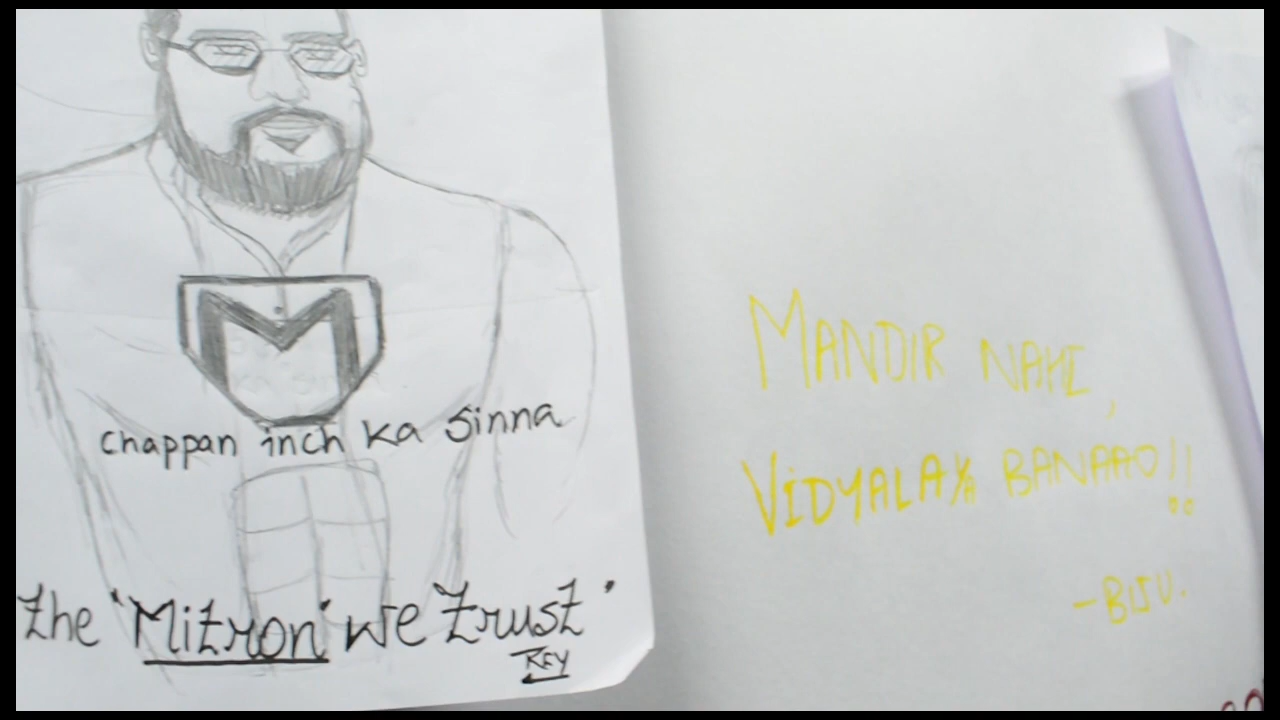 M
chappan inch ka Sinna
the "Mitron" we trust"
REY
MANDIR NAHI,
VIDYALAYA BANAAO!!
-BIJU.